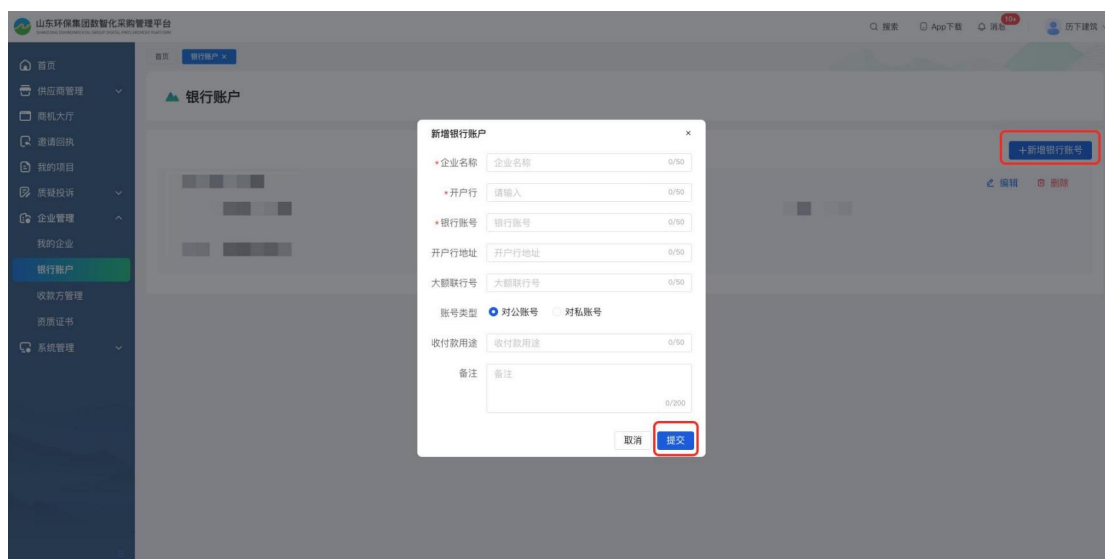 山东环保集团数智化采购管理平台
搜索
App下载
消息
10+
历下建筑
首页
供应商管理
商机大厅
邀请回执
我的项目
质疑投诉
企业管理
我的企业
银行账户
收款方管理
资质证书
系统管理
首页 银行账户 ×
银行账户
+新增银行账号
编辑 删除
新增银行账户 ×
*企业名称 企业名称 0/50
*开户行 请输入 0/50
*银行账号 银行账号 0/50
开户行地址 开户行地址 0/50
大额联行号 大额联行号 0/50
账号类型 对公账号 对私账号
收付款用途 收付款用途 0/50
备注 备注
0/200
取消 提交